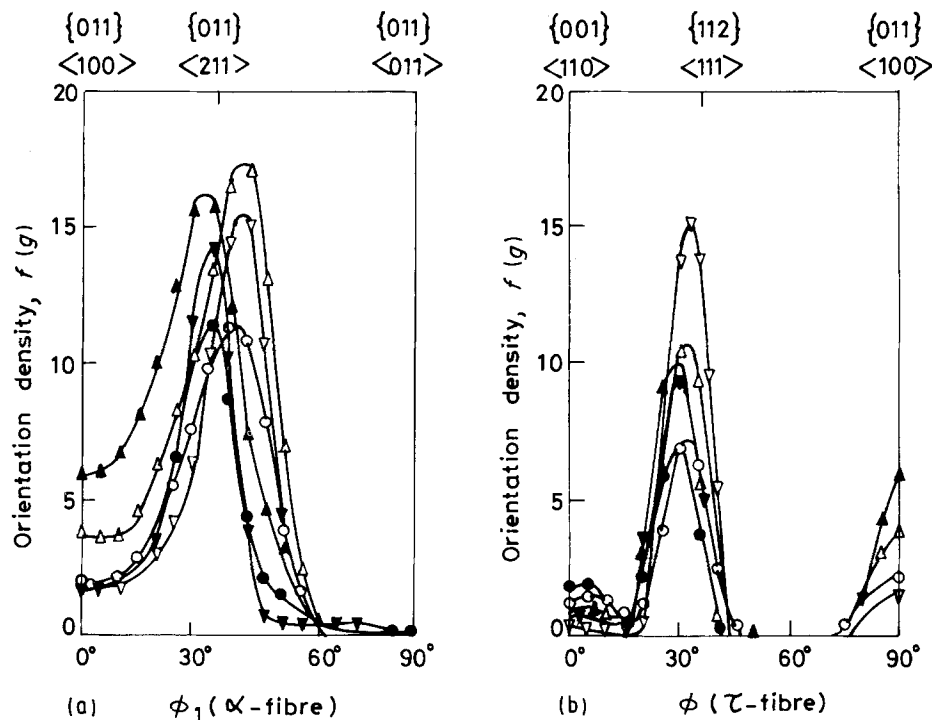 {011} {011} {011} {001} {112} {011}
<100> <211> <011> <110> <111> <100>
20 20
15 15
10 10
5 5
0 0
Orientation density, f (g)
Orientation density, f (g)
0° 30° 60° 90° 0° 30° 60° 90°
(a) ϕ₁ (α-fibre) (b) ϕ (τ-fibre)